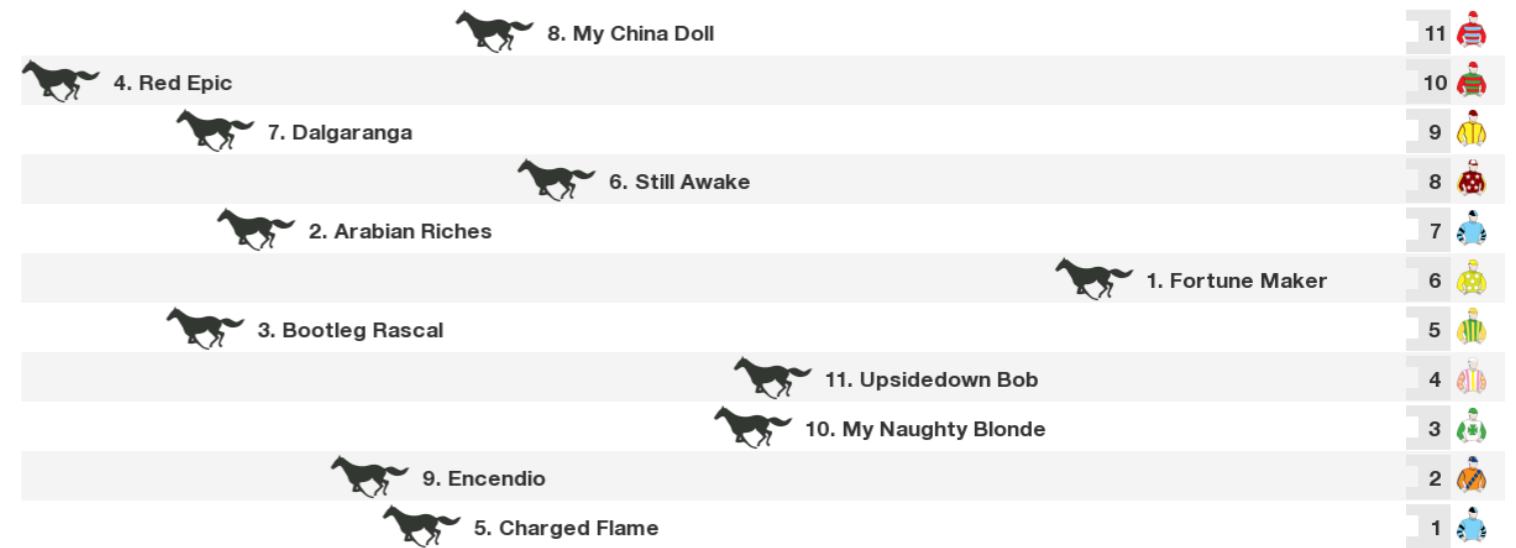 8. My China Doll 11
4. Red Epic 10
7. Dalgaranga 9
6. Still Awake 8
2. Arabian Riches 7
1. Fortune Maker 6
3. Bootleg Rascal 5
11. Upsidedown Bob 4
10. My Naughty Blonde 3
9. Encendio 2
5. Charged Flame 1